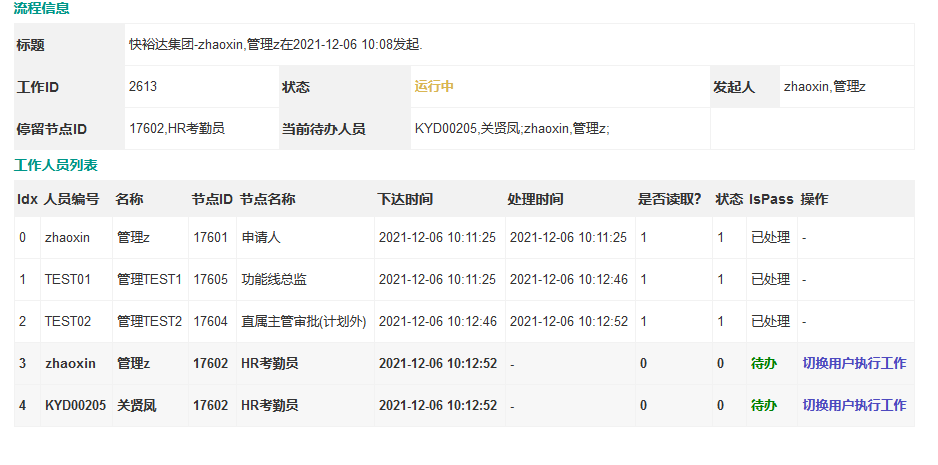 流程信息
标题 快裕达集团-zhaoxin,管理z在2021-12-06 10:08发起.
工作ID 2613 状态 运行中 发起人 zhaoxin,管理z
停留节点ID 17602,HR考勤员 当前待办人员 KYD00205,关贤凤;zhaoxin,管理z;
工作人员列表
Idx 人员编号 名称 节点ID 节点名称 下达时间 处理时间 是否读取? 状态 IsPass 操作
0 zhaoxin 管理z 17601 申请人 2021-12-06 10:11:25 2021-12-06 10:11:25 1 1 已处理 -
1 TEST01 管理TEST1 17605 功能线总监 2021-12-06 10:11:25 2021-12-06 10:12:46 1 1 已处理 -
2 TEST02 管理TEST2 17604 直属主管审批(计划外) 2021-12-06 10:12:46 2021-12-06 10:12:52 1 1 已处理 -
3 zhaoxin 管理z 17602 HR考勤员 2021-12-06 10:12:52 - 0 0 待办 切换用户执行工作
4 KYD00205 关贤凤 17602 HR考勤员 2021-12-06 10:12:52 - 0 0 待办 切换用户执行工作